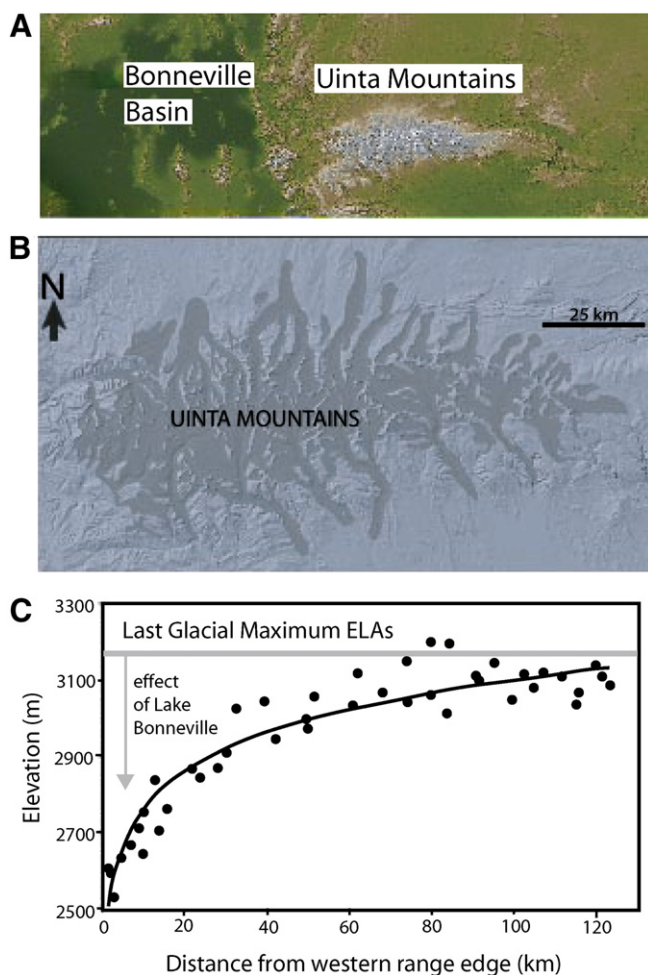 A
Bonneville
Basin
Uinta Mountains
B
N
25 km
UINTA MOUNTAINS
C
3300
3100
2900
2700
2500
Elevation (m)
Last Glacial Maximum ELAs
effect
of Lake
Bonneville
0
20
40
60
80
100
120
Distance from western range edge (km)